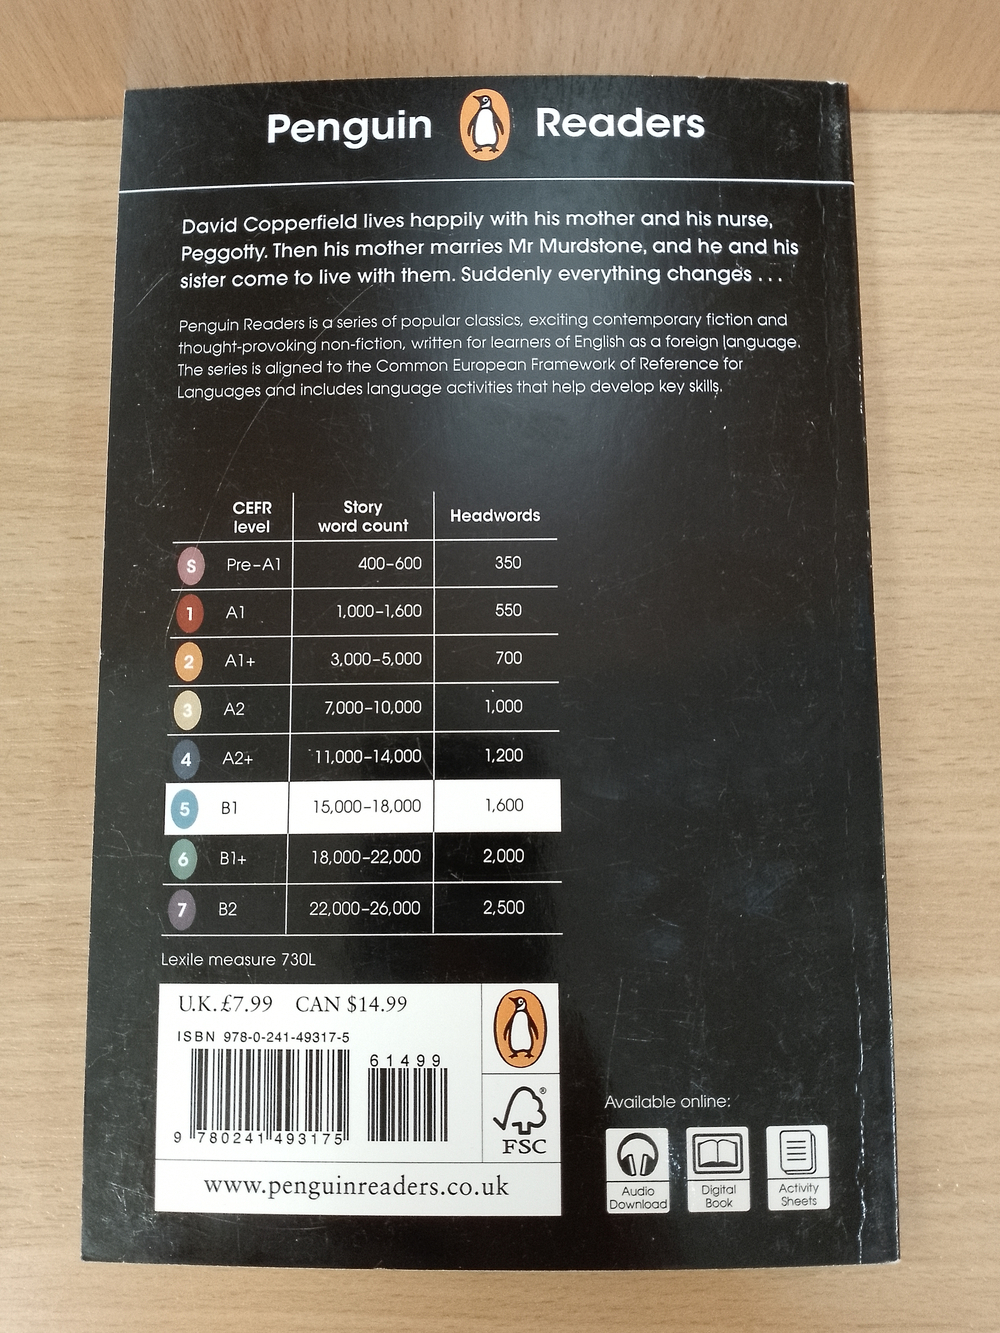 Penguin Readers
David Copperfield lives happily with his mother and his nurse,
Peggotty. Then his mother marries Mr Murdstone, and he and his
sister come to live with them. Suddenly everything changes . . .
Penguin Readers is a series of popular classics, exciting contemporary fiction and
thought-provoking non-fiction, written for learners of English as a foreign language.
The series is aligned to the Common European Framework of Reference for
Languages and includes language activities that help develop key skills.
CEFR level Story word count Headwords
S Pre-A1 400–600 350
1 A1 1,000–1,600 550
2 A1+ 3,000–5,000 700
3 A2 7,000–10,000 1,000
4 A2+ 11,000–14,000 1,200
5 B1 15,000–18,000 1,600
6 B1+ 18,000–22,000 2,000
7 B2 22,000–26,000 2,500
Lexile measure 730L
U.K. £7.99 CAN $14.99
ISBN 978-0-241-49317-5
61499
9 780241 493175
®
FSC
www.penguinreaders.co.uk
Available online:
Audio Download
Digital Book
Activity Sheets